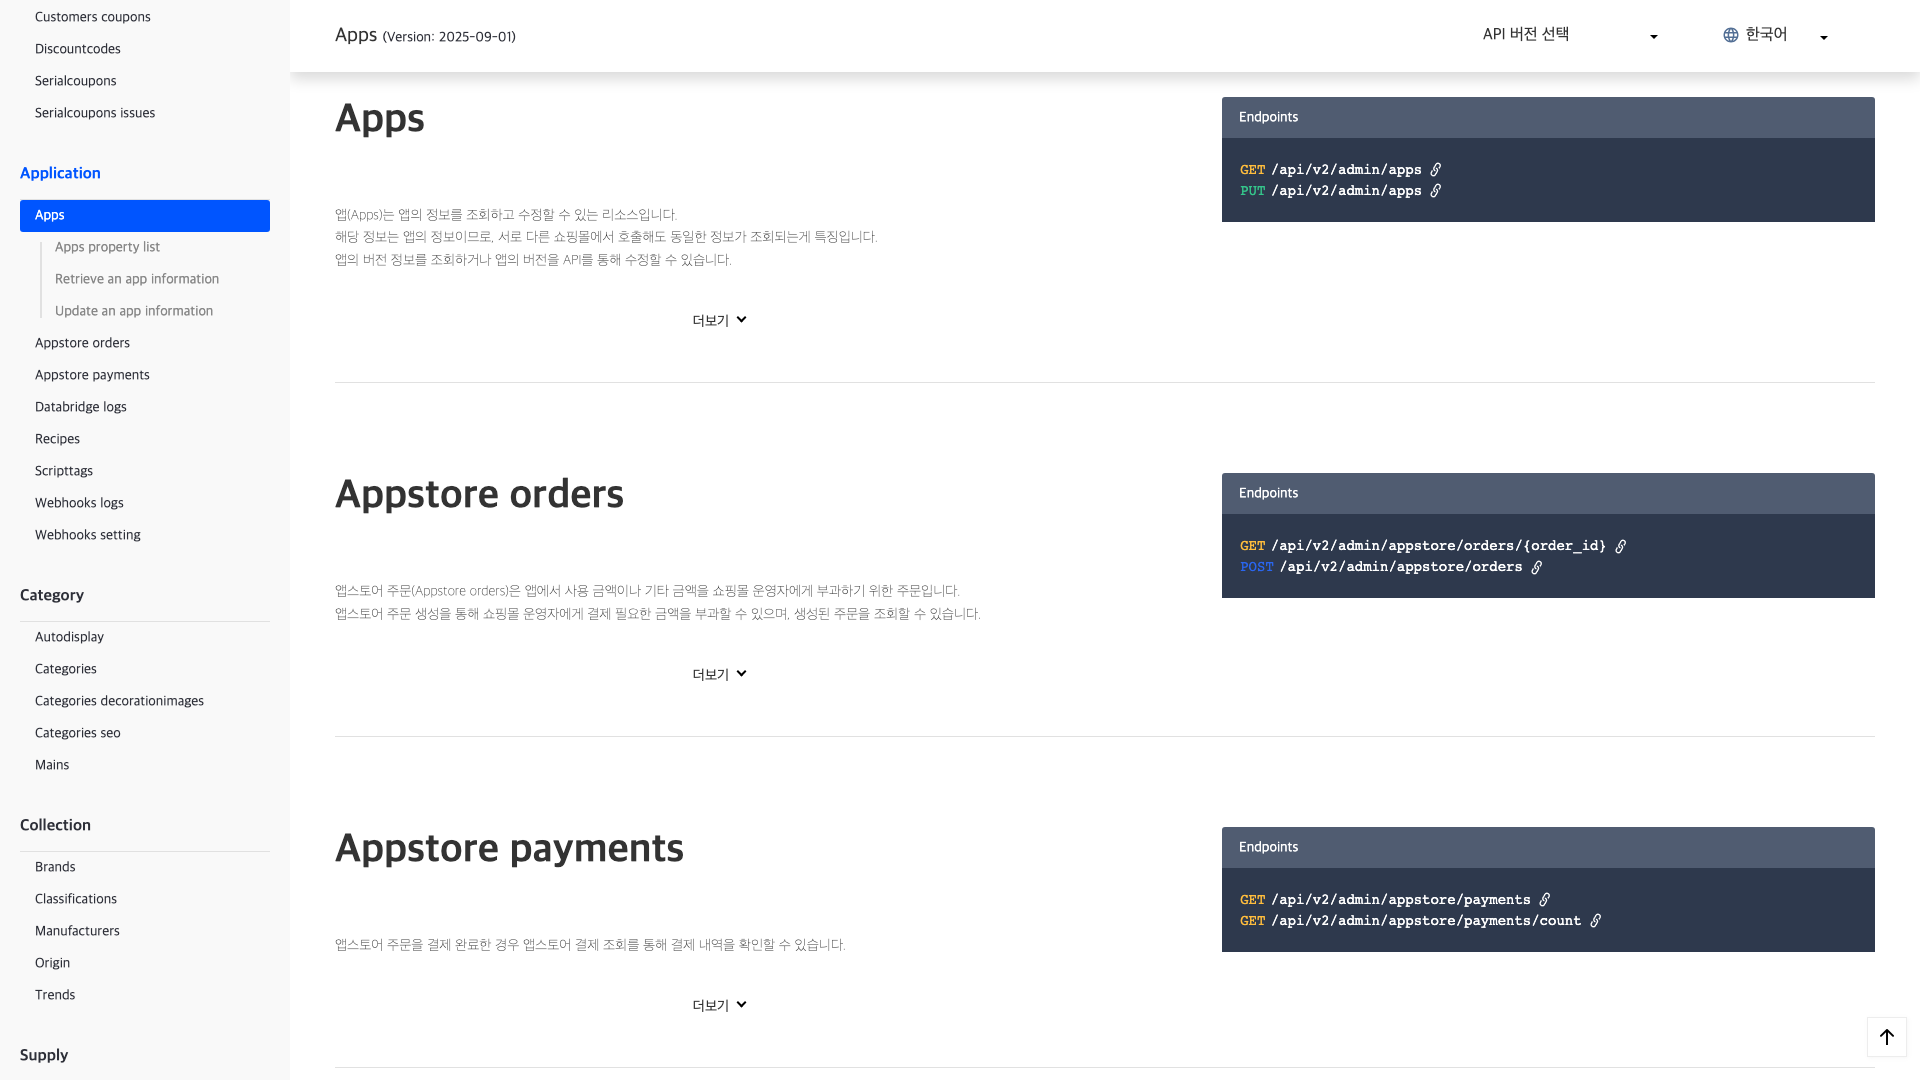 Customers coupons
Discountcodes
Serialcoupons
Serialcoupons issues
Application
Apps
Apps property list
Retrieve an app information
Update an app information
Appstore orders
Appstore payments
Databridge logs
Recipes
Scripttags
Webhooks logs
Webhooks setting
Category
Autodisplay
Categories
Categories decorationimages
Categories seo
Mains
Collection
Brands
Classifications
Manufacturers
Origin
Trends
Supply
Apps (Version: 2025-09-01)
API 버전 선택
한국어
Apps
앱(Apps)는 앱의 정보를 조회하고 수정할 수 있는 리소스입니다.
해당 정보는 앱의 정보이므로, 서로 다른 쇼핑몰에서 호출해도 동일한 정보가 조회되는게 특징입니다.
앱의 버전 정보를 조회하거나 앱의 버전을 API를 통해 수정할 수 있습니다.
더보기
Endpoints
GET /api/v2/admin/apps
PUT /api/v2/admin/apps
Appstore orders
앱스토어 주문(Appstore orders)은 앱에서 사용 금액이나 기타 금액을 쇼핑몰 운영자에게 부과하기 위한 주문입니다.
앱스토어 주문 생성을 통해 쇼핑몰 운영자에게 결제 필요한 금액을 부과할 수 있으며, 생성된 주문을 조회할 수 있습니다.
더보기
Endpoints
GET /api/v2/admin/appstore/orders/{order_id}
POST /api/v2/admin/appstore/orders
Appstore payments
앱스토어 주문을 결제 완료한 경우 앱스토어 결제 조회를 통해 결제 내역을 확인할 수 있습니다.
더보기
Endpoints
GET /api/v2/admin/appstore/payments
GET /api/v2/admin/appstore/payments/count